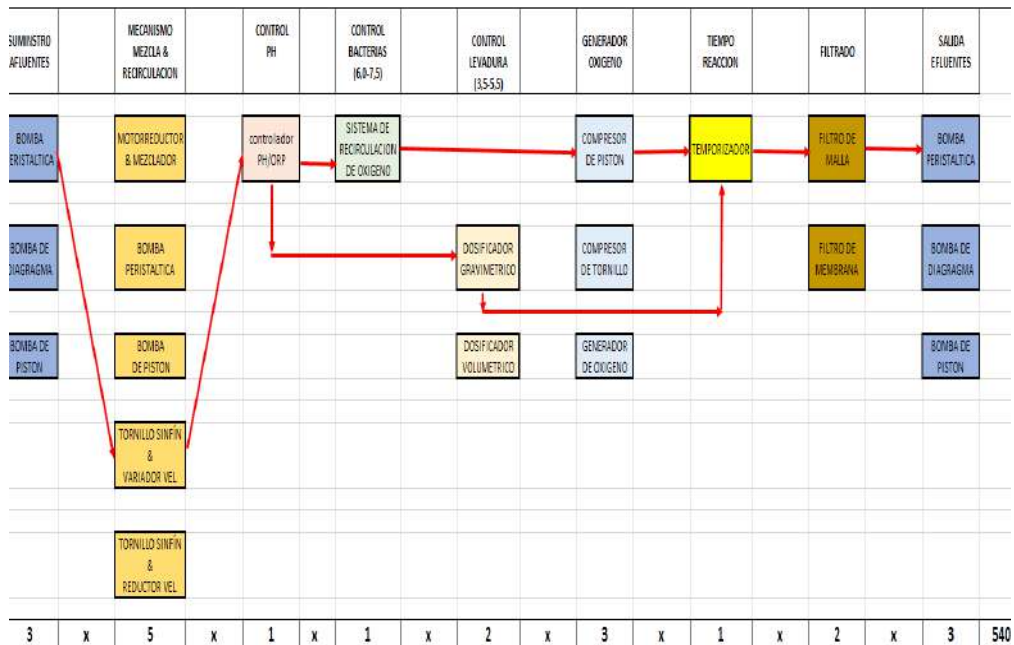 SUMINSTRO
AFLUENTES
MECANISMO
MEZCLA &
RECIRCULACION
CONTROL
PH
CONTROL
BACTERIAS
(6,0-7,5)
CONTROL
LEVADURA
(3,5-5,5)
GENERADOR
OXIGENO
TIEMPO
REACCION
FILTRADO
SALIDA
EFLUENTES
BOMBA
PERISTALTICA
MOTORREDUCTOR
& MEZCLADOR
controlador
PH/ORP
SISTEMA DE
RECIRCULACION
DE OXIGENO
COMPRESOR
DE PISTON
TEMPORIZADOR
FILTRO DE
MALLA
BOMBA
PERISTALTICA
BOMBA DE
DIAGRAGMA
BOMBA
PERISTALTICA
DOSIFICADOR
GRAVIMETRICO
COMPRESOR
DE TORNILLO
FILTRO DE
MEMBRANA
BOMBA DE
DIAGRAGMA
BOMBA DE
PISTON
BOMBA
DE PISTON
DOSIFICADOR
VOLUMETRICO
GENERADOR
DE OXIGENO
BOMBA DE
PISTON
TORNILLO SINFÍN
&
VARIADOR VEL
TORNILLO SINFÍN
&
REDUCTOR VEL
3 x 5 x 1 x 1 x 2 x 3 x 1 x 2 x 3 540